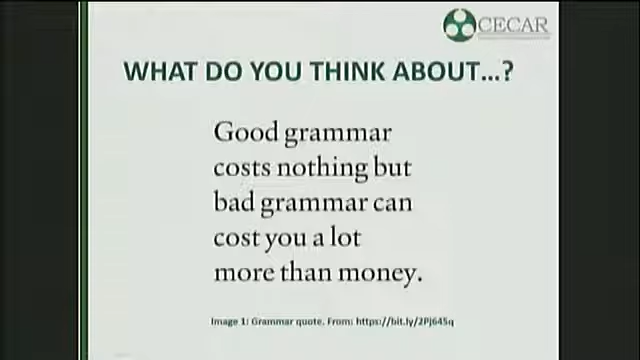 CECAR
WHAT DO YOU THINK ABOUT...?
Good grammar
costs nothing but
bad grammar can
cost you a lot
more than money.
Image 1: Grammar quote. From: https://bit.ly/2Pj645q